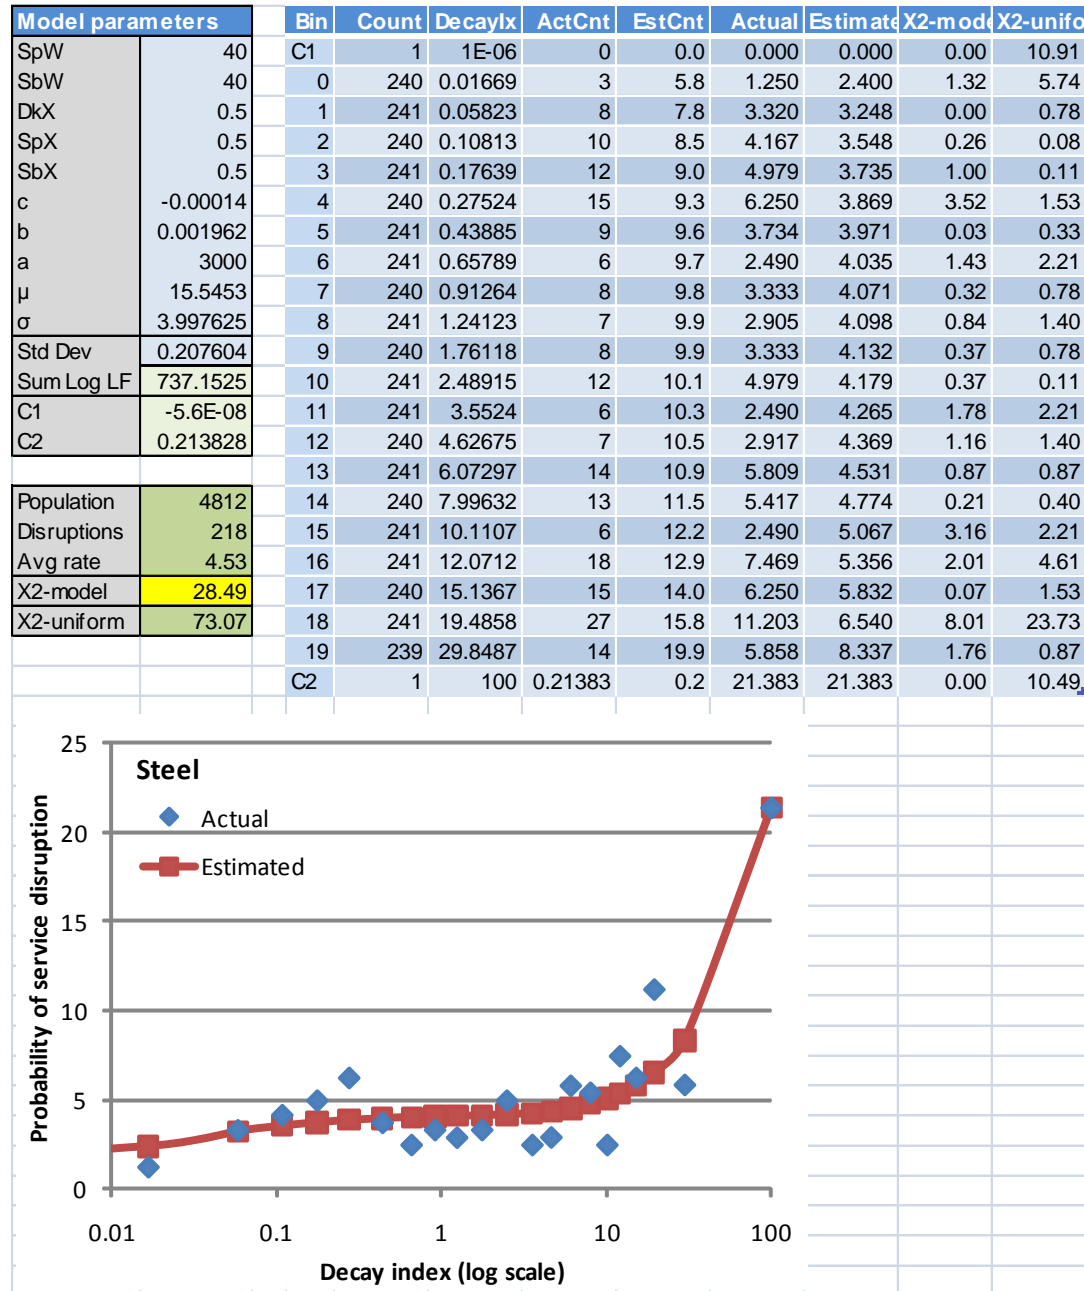 Model parameters
SpW 40
SbW 40
DkX 0.5
SpX 0.5
SbX 0.5
c -0.00014
b 0.001962
a 3000
μ 15.5453
σ 3.997625
Std Dev 0.207604
Sum Log LF 737.1525
C1 -5.6E-08
C2 0.213828
Population 4812
Disruptions 218
Avg rate 4.53
X2-model 28.49
X2-uniform 73.07
Bin Count DecayIx ActCnt EstCnt Actual Estimate X2-mode X2-unifo
C1 1 1E-06 0 0.0 0.000 0.000 0.00 10.91
0 240 0.01669 3 5.8 1.250 2.400 1.32 5.74
1 241 0.05823 8 7.8 3.320 3.248 0.00 0.78
2 240 0.10813 10 8.5 4.167 3.548 0.26 0.08
3 241 0.17639 12 9.0 4.979 3.735 1.00 0.11
4 240 0.27524 15 9.3 6.250 3.869 3.52 1.53
5 241 0.43885 9 9.6 3.734 3.971 0.03 0.33
6 241 0.65789 6 9.7 2.490 4.035 1.43 2.21
7 240 0.91264 8 9.8 3.333 4.071 0.32 0.78
8 241 1.24123 7 9.9 2.905 4.098 0.84 1.40
9 240 1.76118 8 9.9 3.333 4.132 0.37 0.78
10 241 2.48915 12 10.1 4.979 4.179 0.37 0.11
11 241 3.5524 6 10.3 2.490 4.265 1.78 2.21
12 240 4.62675 7 10.5 2.917 4.369 1.16 1.40
13 241 6.07297 14 10.9 5.809 4.531 0.87 0.87
14 240 7.99632 13 11.5 5.417 4.774 0.21 0.40
15 241 10.1107 6 12.2 2.490 5.067 3.16 2.21
16 241 12.0712 18 12.9 7.469 5.356 2.01 4.61
17 240 15.1367 15 14.0 6.250 5.832 0.07 1.53
18 241 19.4858 27 15.8 11.203 6.540 8.01 23.73
19 239 29.8487 14 19.9 5.858 8.337 1.76 0.87
C2 1 100 0.21383 0.2 21.383 21.383 0.00 10.49
Steel
Actual
Estimated
Probability of service disruption
25
20
15
10
5
0
0.01 0.1 1 10 100
Decay index (log scale)